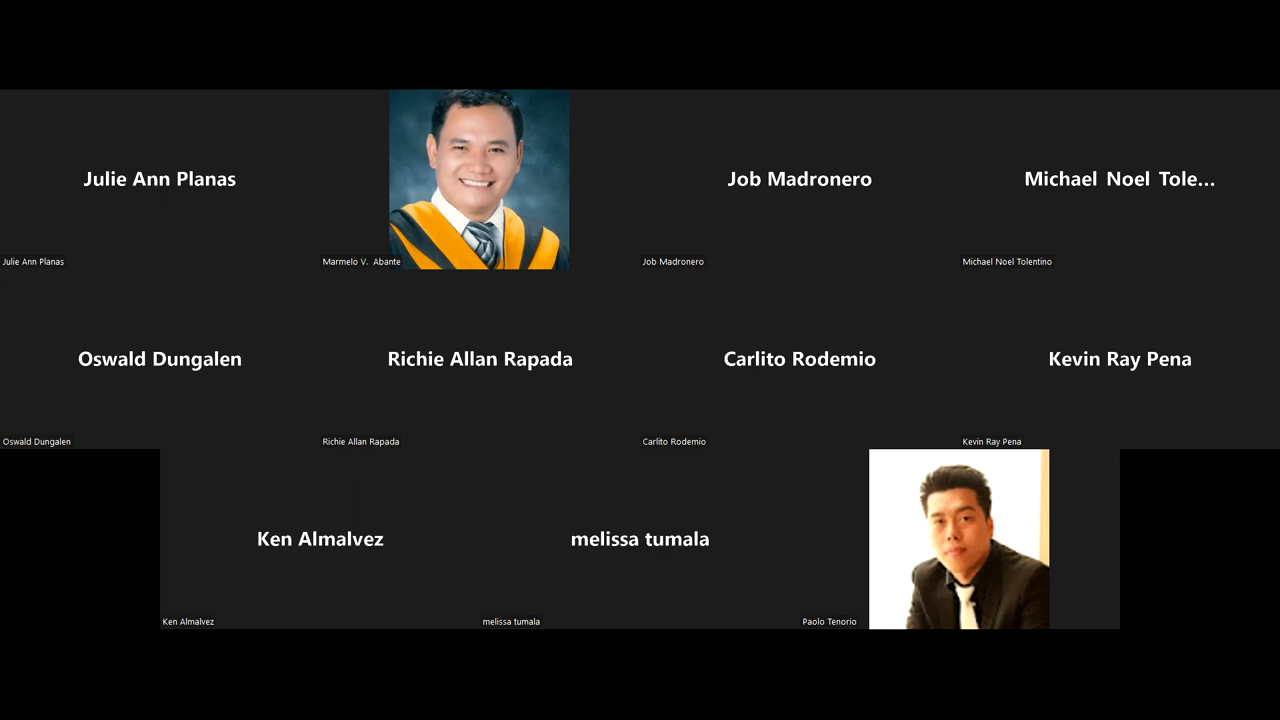 Julie Ann Planas
Job Madronero
Michael Noel Tole...
Julie Ann Planas
Marmelo V. Abante
Job Madronero
Michael Noel Tolentino
Oswald Dungalen
Richie Allan Rapada
Carlito Rodemio
Kevin Ray Pena
Oswald Dungalen
Richie Allan Rapada
Carlito Rodemio
Kevin Ray Pena
Ken Almalvez
melissa tumala
Ken Almalvez
melissa tumala
Paolo Tenorio